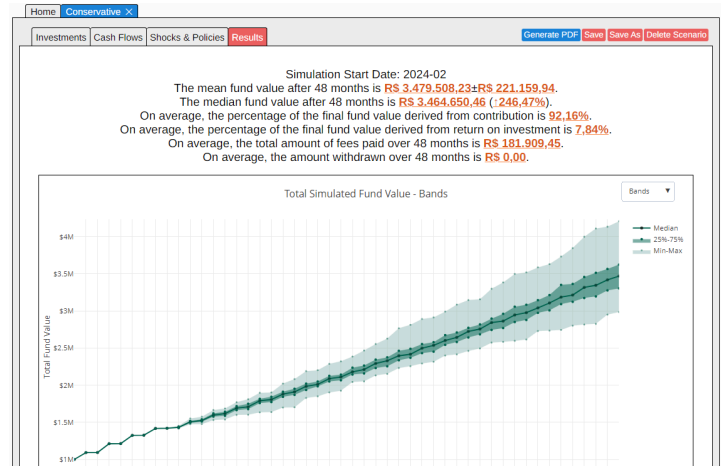 Home Conservative ×
Investments Cash Flows Shocks & Policies Results Generate PDF Save Save As Delete Scenario
Simulation Start Date: 2024-02
The mean fund value after 48 months is R$ 3.479.508,23±R$ 221.159,94.
The median fund value after 48 months is R$ 3.464.650,46 (↑246,47%).
On average, the percentage of the final fund value derived from contribution is 92,16%.
On average, the percentage of the final fund value derived from return on investment is 7,84%.
On average, the total amount of fees paid over 48 months is R$ 181.909,45.
On average, the amount withdrawn over 48 months is R$ 0,00.
Total Simulated Fund Value - Bands
Bands ▼
Median
25%-75%
Min-Max
Total Fund Value
$4M
$3.5M
$3M
$2.5M
$2M
$1.5M
$1M